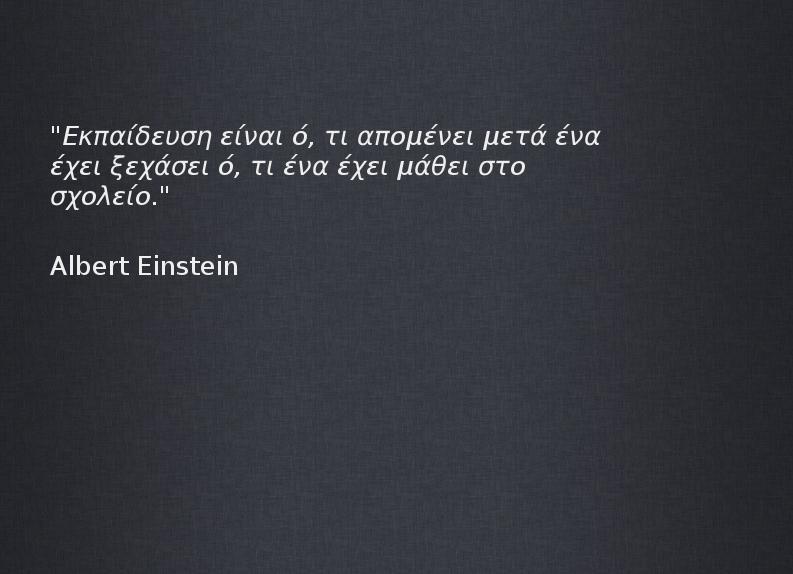 "Εκπαίδευση είναι ό, τι απομένει μετά ένα
έχει ξεχάσει ό, τι ένα έχει μάθει στο
σχολείο."
Albert Einstein